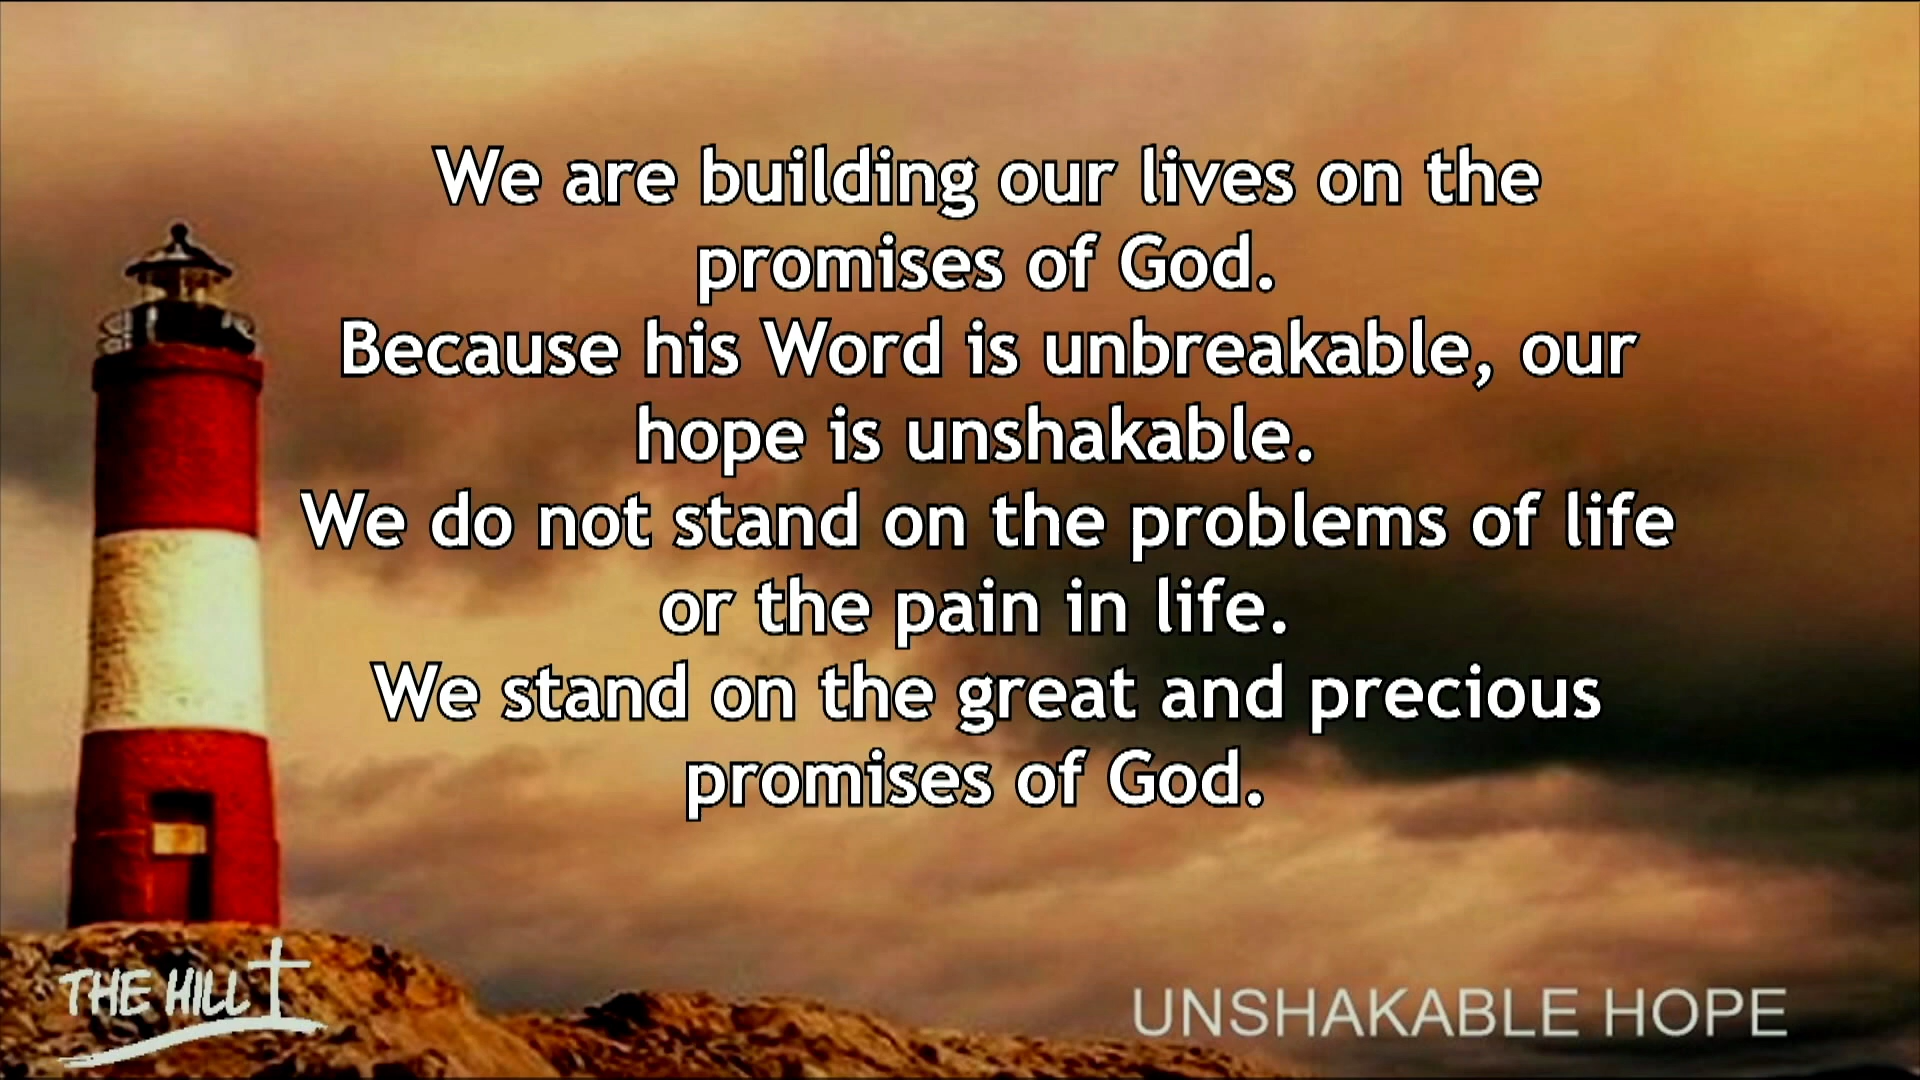 We are building our lives on the
promises of God.
Because his Word is unbreakable, our
hope is unshakable.
We do not stand on the problems of life
or the pain in life.
We stand on the great and precious
promises of God.
THE HILL
UNSHAKABLE HOPE